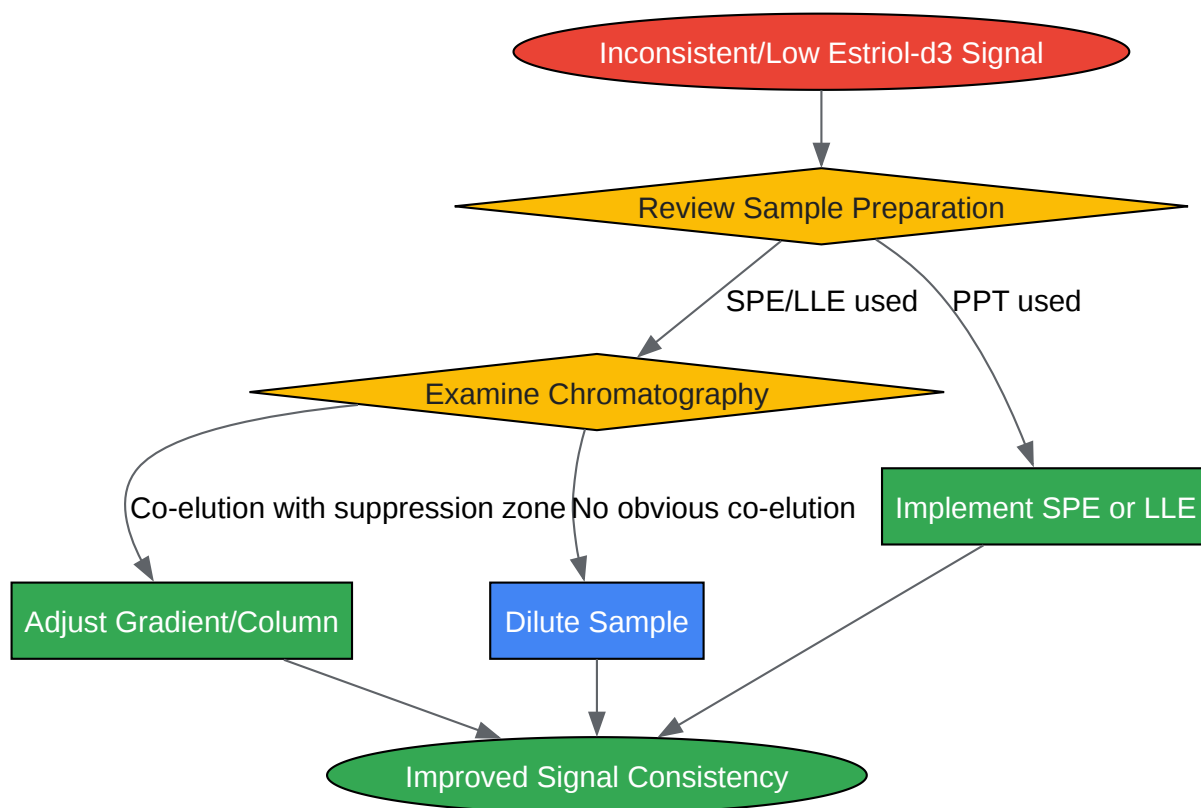 Inconsistent/Low Estriol-d3 Signal
Review Sample Preparation
SPE/LLE used
PPT used
Examine Chromatography
Co-elution with suppression zone
No obvious co-elution
Implement SPE or LLE
Adjust Gradient/Column
Dilute Sample
Improved Signal Consistency